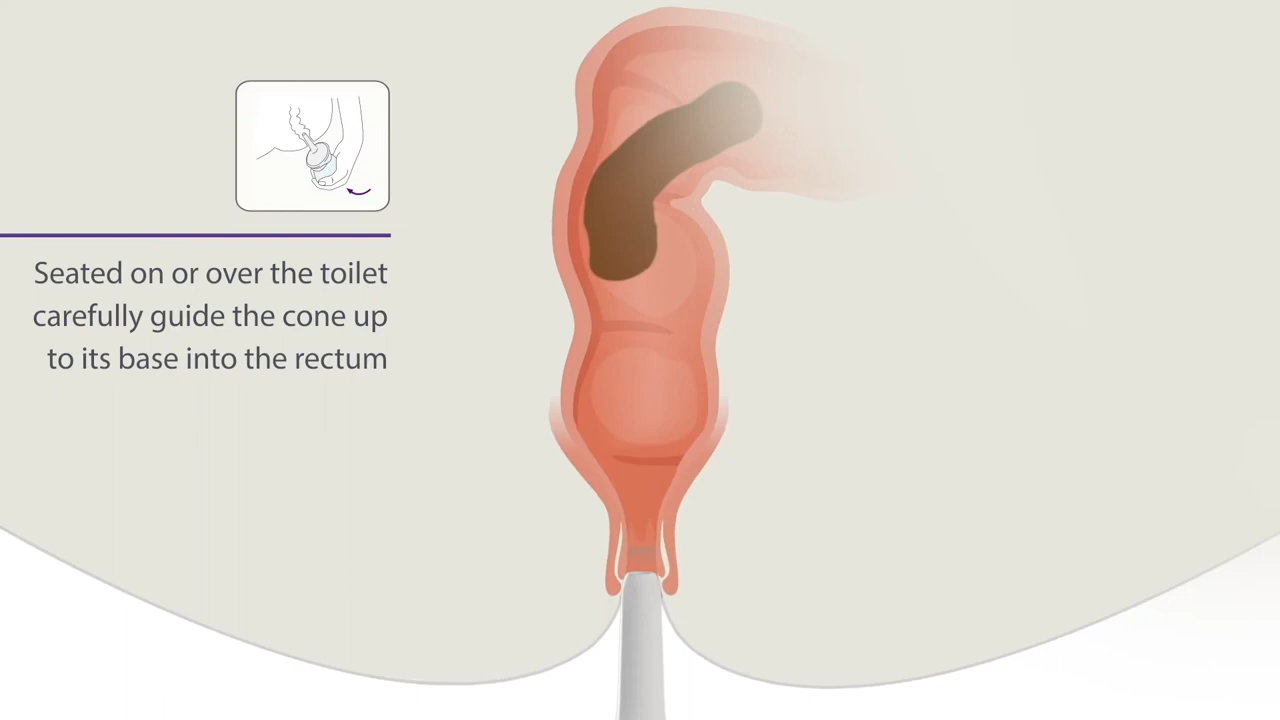 Seated on or over the toilet
carefully guide the cone up
to its base into the rectum